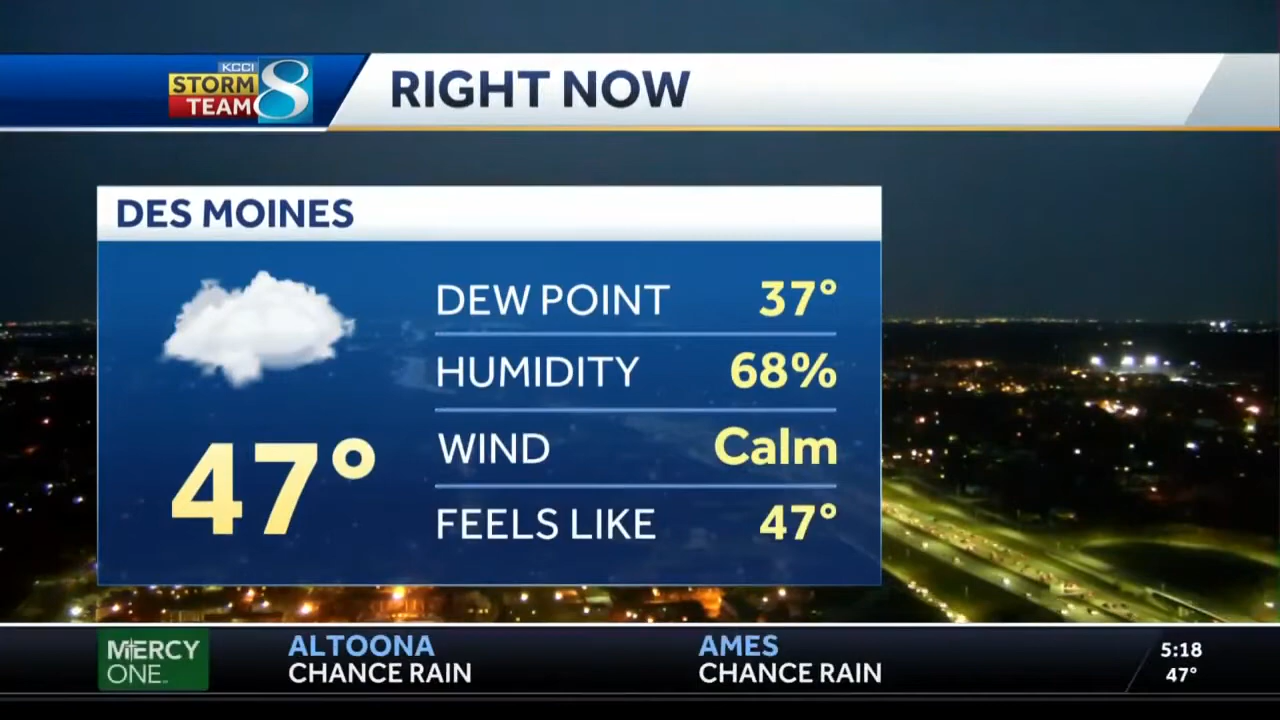 KCCI
STORM
TEAM 8
RIGHT NOW
DES MOINES
47°
DEW POINT 37°
HUMIDITY 68%
WIND Calm
FEELS LIKE 47°
MERCY
ONE
ALTOONA
CHANCE RAIN
AMES
CHANCE RAIN
5:18
47°